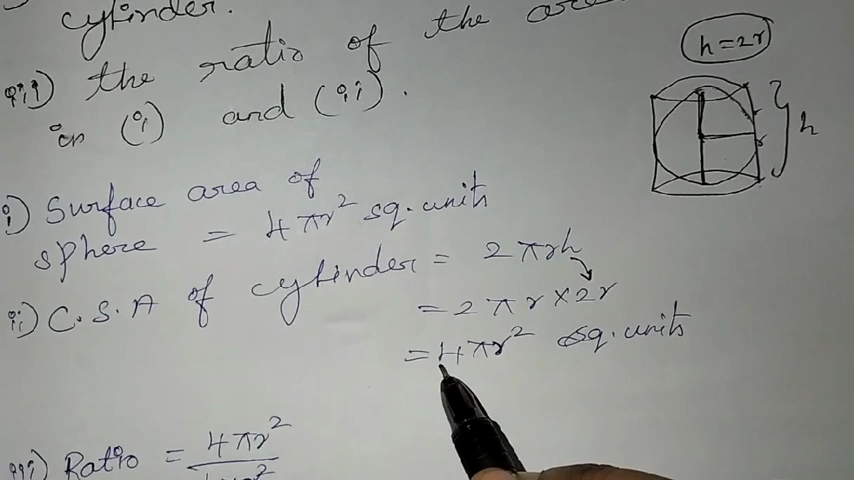 cylinder.
iii) the ratio of the area
in (i) and (ii).
h=2r
r
h
i) Surface area of
sphere = 4πr² sq.units
ii) C.S.A of cylinder = 2πrh
= 2πr×2r
= 4πr² sq.units
iii) Ratio = 4πr²